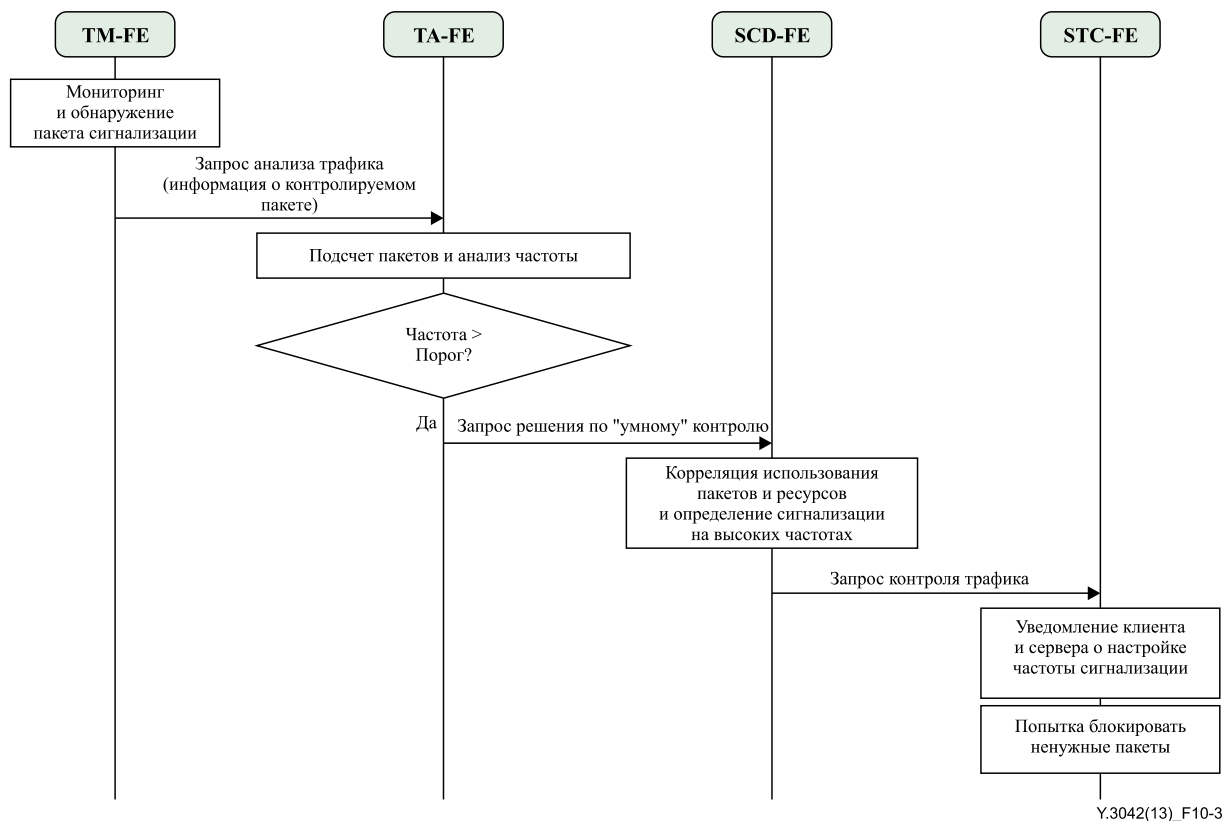 TM-FE
TA-FE
SCD-FE
STC-FE
Мониторинг
и обнаружение
пакета сигнализации
Запрос анализа трафика
(информация о контролируемом
пакете)
Подсчет пакетов и анализ частоты
Частота >
Порог?
Да
Запрос решения по "умному" контролю
Корреляция использования
пакетов и ресурсов
и определение сигнализации
на высоких частотах
Запрос контроля трафика
Уведомление клиента
и сервера о настройке
частоты сигнализации
Попытка блокировать
ненужные пакеты
Y.3042(13)_F10-3